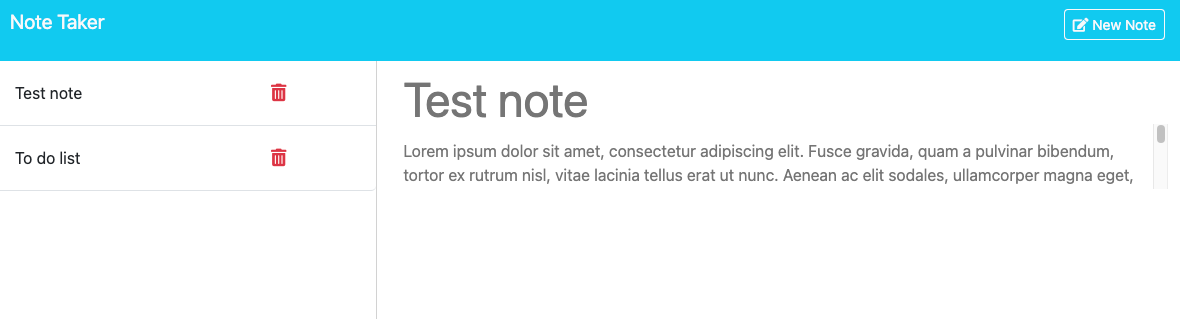 Note Taker
New Note
Test note
To do list
Test note
Lorem ipsum dolor sit amet, consectetur adipiscing elit. Fusce gravida, quam a pulvinar bibendum,
tortor ex rutrum nisl, vitae lacinia tellus erat ut nunc. Aenean ac elit sodales, ullamcorper magna eget,